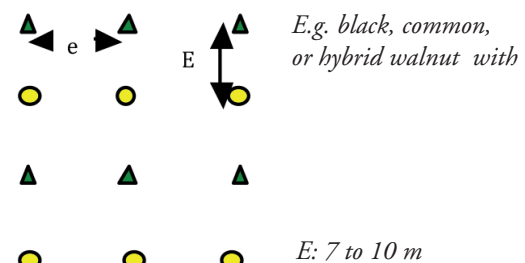 E.g. black, common,
or hybrid walnut with
e
E
E: 7 to 10 m